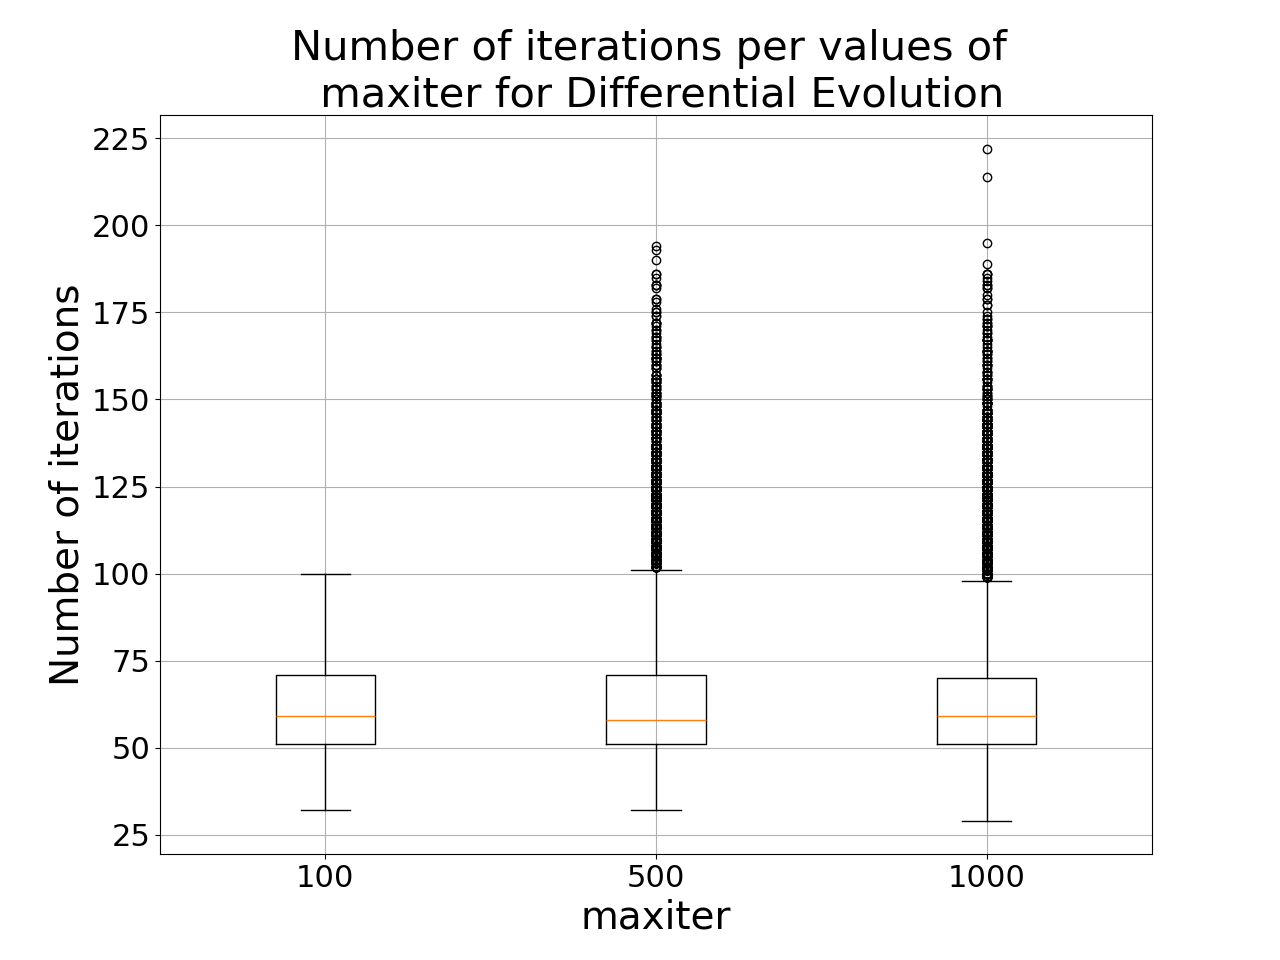 Number of iterations per values of
maxiter for Differential Evolution
225
200
175
150
125
100
75
50
25
Number of iterations
100 500 1000
maxiter